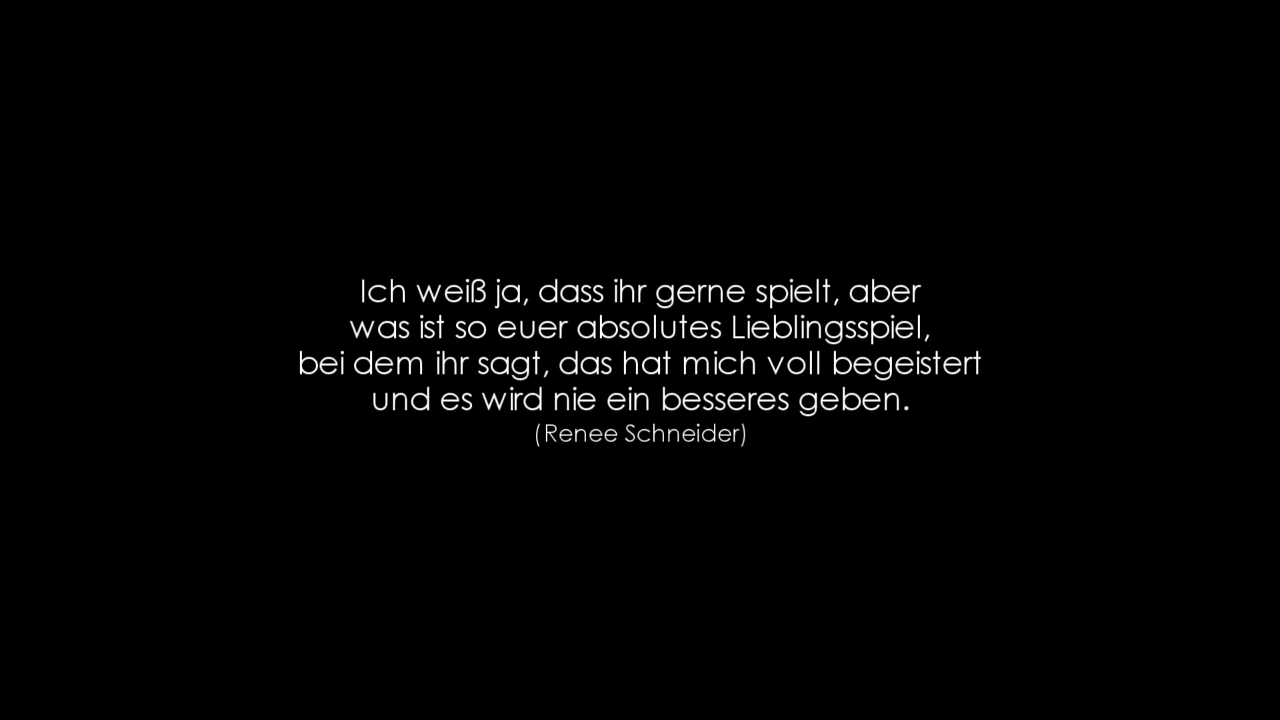 Ich weiß ja, dass ihr gerne spielt, aber
was ist so euer absolutes Lieblingsspiel,
bei dem ihr sagt, das hat mich voll begeistert
und es wird nie ein besseres geben.
(Renee Schneider)